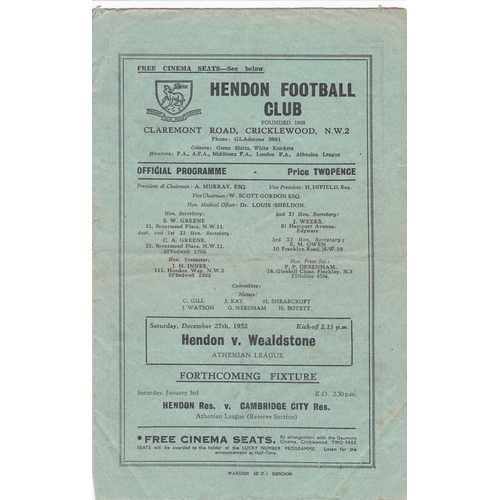 FREE CINEMA SEATS—See below.
HENDON FOOTBALL
CLUB
FOUNDED 1908
CLAREMONT ROAD, CRICKLEWOOD, N.W.2
Phone: GLAdstone 5861
Colours: Green Shirts, White Knickers
Members: F.A., A.F.A., Middlesex F.A., London F.A., Athenian League
OFFICIAL PROGRAMME - Price TWOPENCE
President & Chairman: A. MURRAY, ESQ. Vice President: H. INFIELD, ESQ.
Vice Chairman: W. SCOTT GORDON ESQ.
Hon. Medical Officer: Dr. LOUIS SHELDON.
Hon. Secretary:
S. W. GREENE
21, Brentmead Place, N.W.11.
Asst. and 1st XI Hon. Secretary
C. A. GREENE
21, Brentmead Place, N.W.11.
SPEedwell 1702
Hon. Treasurer:
J. H. INNES,
111, Hendon Way, N.W.2
SPEedwell 2952
2nd XI Hon. Secretary:
J. WEEKS.
81 Harcourt Avenue,
Edgware
3rd XI Hon. Secretary:
E. M. OWEN
10 Franklyn Road, N.W.10
Hon. Press Sec.:
F. P. DEBENHAM,
18, Glenhill Close, Finchley, N.3
FINchley 4536.
Committee:
Messrs
C. GILL J. KAY H. SHEARCROFT
J. WATSON G. NEEDHAM H. BOYETT
Saturday, December 27th, 1952 Kick-off 2.15 p.m.
Hendon v. Wealdstone
ATHENIAN LEAGUE
FORTHCOMING FIXTURE
Saturday, January 3rd K.O. 2.30 p.m.
HENDON Res. v. CAMBRIDGE CITY Res.
Athenian League (Reserve Section)
*FREE CINEMA SEATS. By arrangement with the Gaumont
Cinema, Cricklewood, TWO FREE
SEATS will be awarded to the holder of the LUCKY NUMBER PROGRAMME. Listen for the
announcement at Half-Time.
HENDON